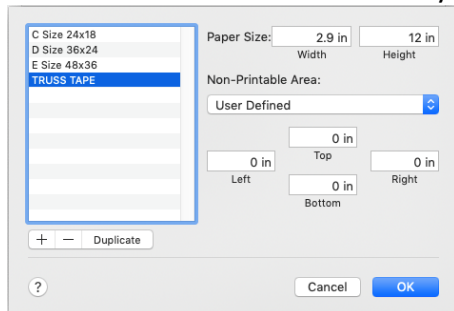 C Size 24x18
D Size 36x24
E Size 48x36
TRUSS TAPE
Paper Size: 2.9 in 12 in
Width Height
Non-Printable Area:
User Defined
0 in
Top
0 in 0 in
Left Right
0 in
Bottom
+ − Duplicate
? Cancel OK